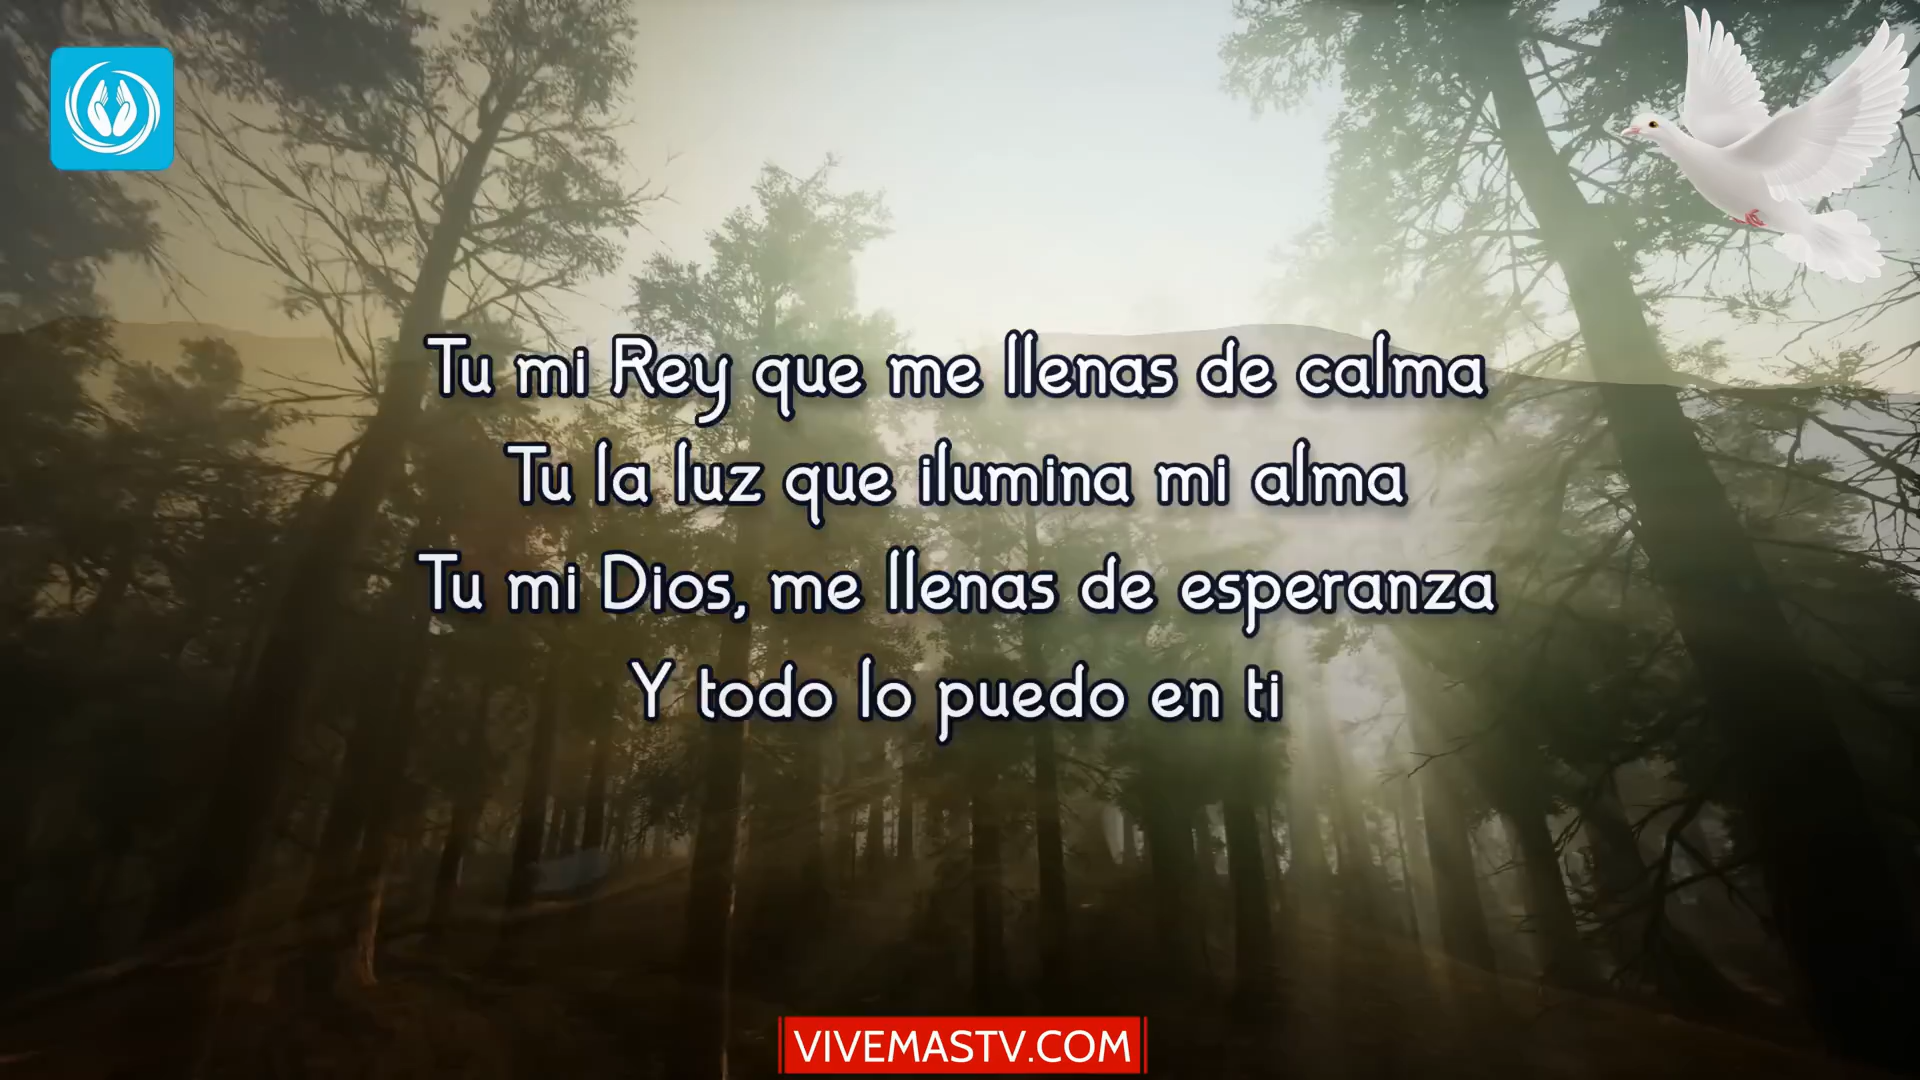 Tu mi Rey que me llenas de calma
Tu la luz que ilumina mi alma
Tu mi Dios, me llenas de esperanza
Y todo lo puedo en ti
VIVEMASTV.COM